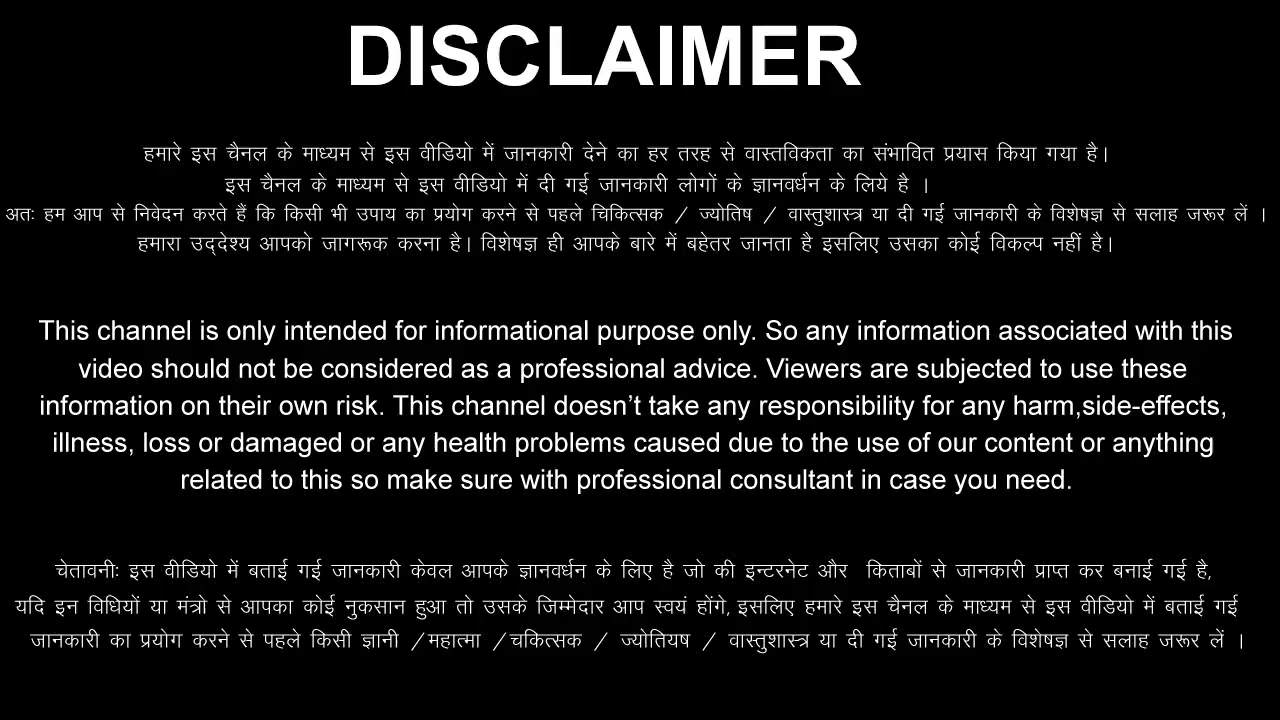 DISCLAIMER
हमारे इस चैनल के माध्यम से इस वीडियो में जानकारी देने का हर तरह से वास्तविकता का संभावित प्रयास किया गया है।
इस चैनल के माध्यम से इस वीडियो में दी गई जानकारी लोगों के ज्ञानवर्धन के लिये है ।
अतः हम आप से निवेदन करते हैं कि किसी भी उपाय का प्रयोग करने से पहले चिकित्सक / ज्योतिष / वास्तुशास्त्र या दी गई जानकारी के विशेषज्ञ से सलाह जरूर लें ।
हमारा उद्देश्य आपको जागरूक करना है। विशेषज्ञ ही आपके बारे में बहेतर जानता है इसलिए उसका कोई विकल्प नहीं है।
This channel is only intended for informational purpose only. So any information associated with this
video should not be considered as a professional advice. Viewers are subjected to use these
information on their own risk. This channel doesn’t take any responsibility for any harm,side-effects,
illness, loss or damaged or any health problems caused due to the use of our content or anything
related to this so make sure with professional consultant in case you need.
चेतावनीः इस वीडियो में बताई गई जानकारी केवल आपके ज्ञानवर्धन के लिए है जो की इन्टरनेट और किताबों से जानकारी प्राप्त कर बनाई गई है,
यदि इन विधियों या मंत्रो से आपका कोई नुकसान हुआ तो उसके जिम्मेदार आप स्वयं होंगे, इसलिए हमारे इस चैनल के माध्यम से इस वीडियो में बताई गई
जानकारी का प्रयोग करने से पहले किसी ज्ञानी /महात्मा /चकित्सक / ज्योतियष / वास्तुशास्त्र या दी गई जानकारी के विशेषज्ञ से सलाह जरूर लें ।